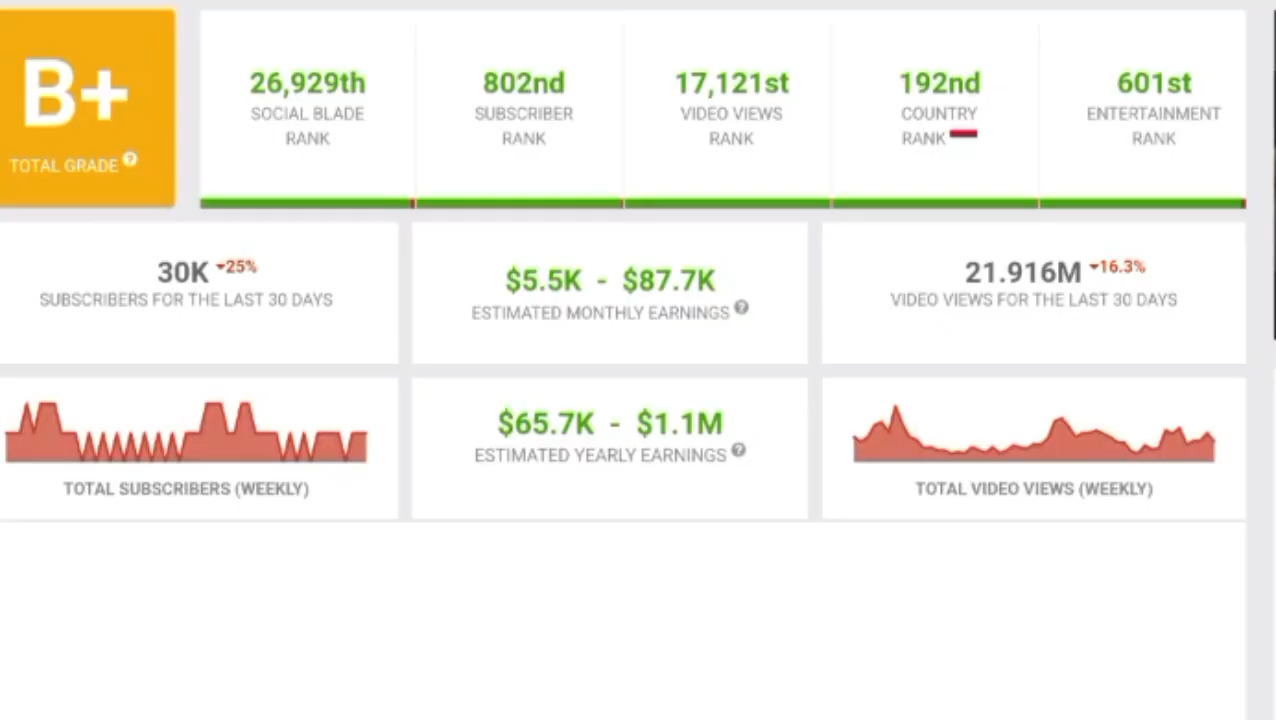 B+
TOTAL GRADE ?
26,929th
SOCIAL BLADE
RANK
802nd
SUBSCRIBER
RANK
17,121st
VIDEO VIEWS
RANK
192nd
COUNTRY
RANK
601st
ENTERTAINMENT
RANK
30K -25%
SUBSCRIBERS FOR THE LAST 30 DAYS
$5.5K - $87.7K
ESTIMATED MONTHLY EARNINGS ?
21.916M -16.3%
VIDEO VIEWS FOR THE LAST 30 DAYS
TOTAL SUBSCRIBERS (WEEKLY)
$65.7K - $1.1M
ESTIMATED YEARLY EARNINGS ?
TOTAL VIDEO VIEWS (WEEKLY)